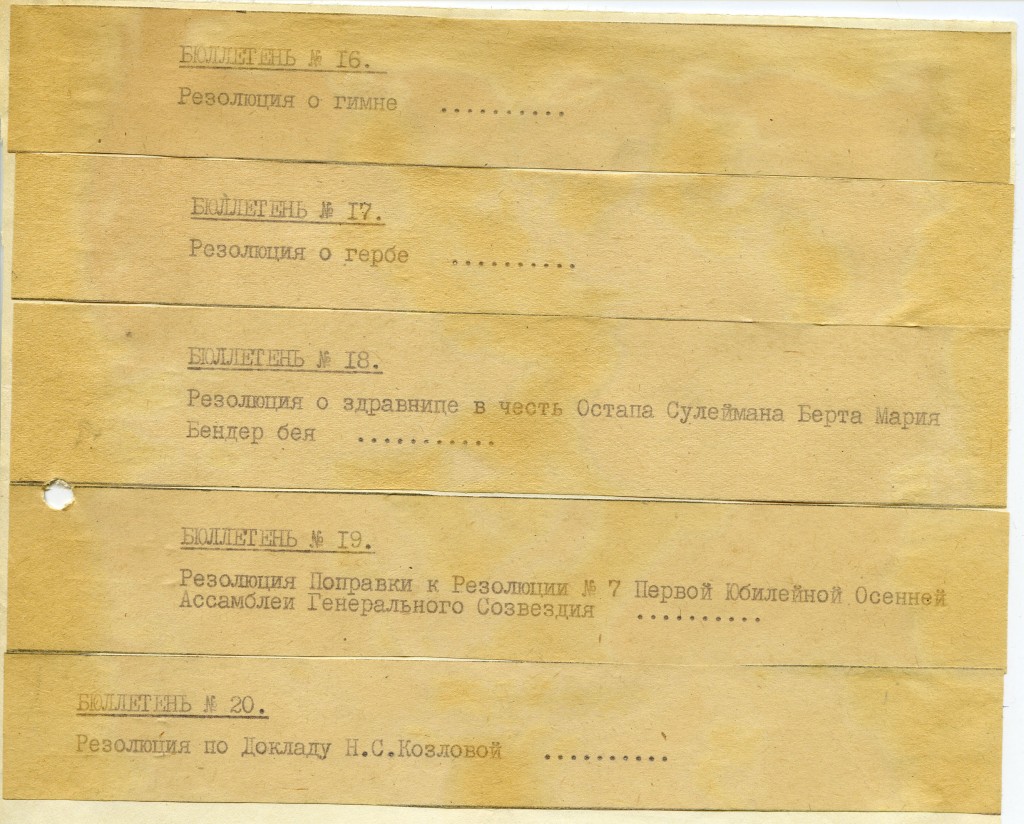 БЮЛЛЕТЕНЬ № I6.
Резолюция о гимне ..........
БЮЛЛЕТЕНЬ № I7.
Резолюция о гербе ..........
БЮЛЛЕТЕНЬ № I8.
Резолюция о здравнице в честь Остапа Сулеймана Берта Мария
Бендер бея ...........
БЮЛЛЕТЕНЬ № I9.
Резолюция Поправки к Резолюции № 7 Первой Юбилейной Осенней
Ассамблеи Генерального Созвездия ..........
БЮЛЛЕТЕНЬ № 20.
Резолюция по Докладу Н.С.Козловой ..........